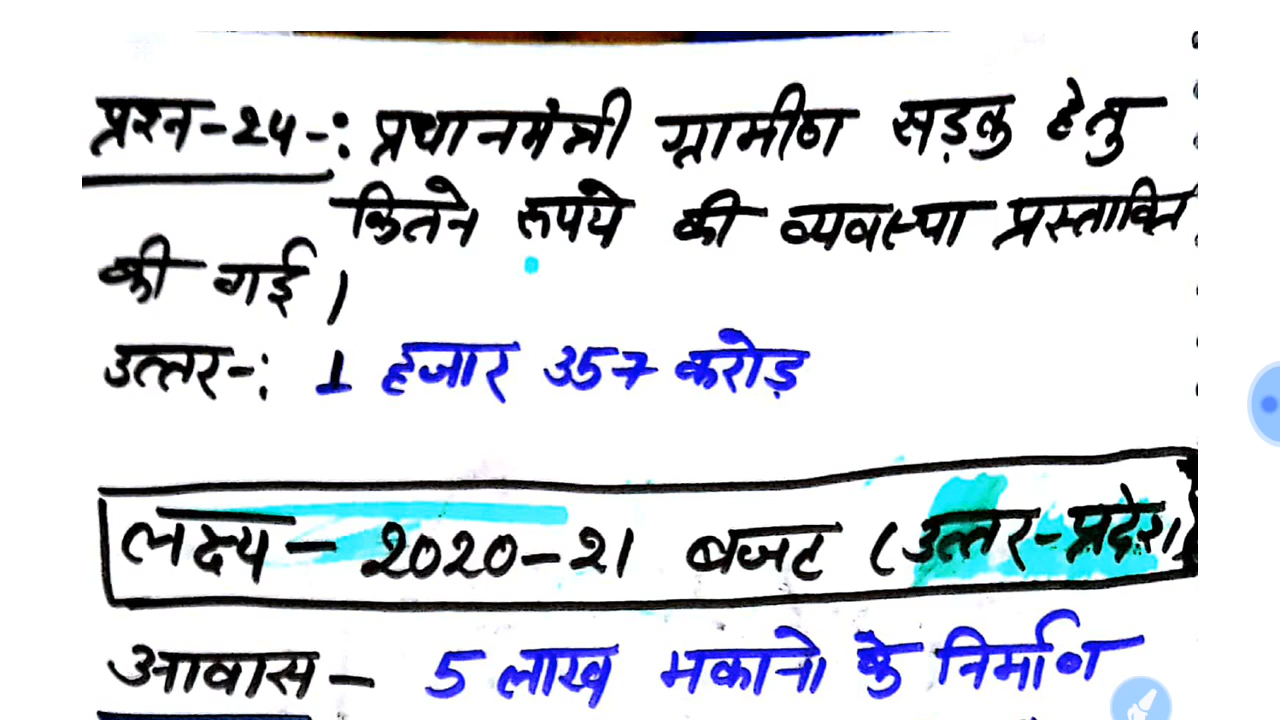 प्रश्न-24-: प्रधानमंत्री ग्रामीण सड़क हेतु
कितने रूपये की व्यवस्था प्रस्तावित
की गई।
उत्तर-: 1 हजार 357 करोड़
लक्ष्य - 2020-21 बजट (उत्तर-प्रदेश)
आवास - 5 लाख मकानो के निर्माण